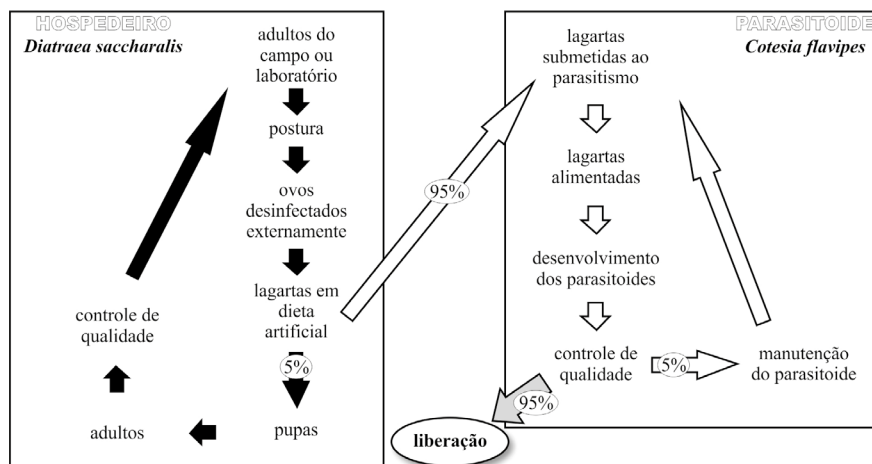 HOSPEDEIRO
Diatraea saccharalis
adultos do
campo ou
laboratório
postura
ovos
desinfectados
externamente
lagartas em
dieta
artificial
5%
pupas
adultos
controle de
qualidade
95%
PARASITOIDE
Cotesia flavipes
lagartas
submetidas ao
parasitismo
lagartas
alimentadas
desenvolvimento
dos parasitoides
controle de
qualidade
5%
manutenção
do parasitoide
95%
liberação